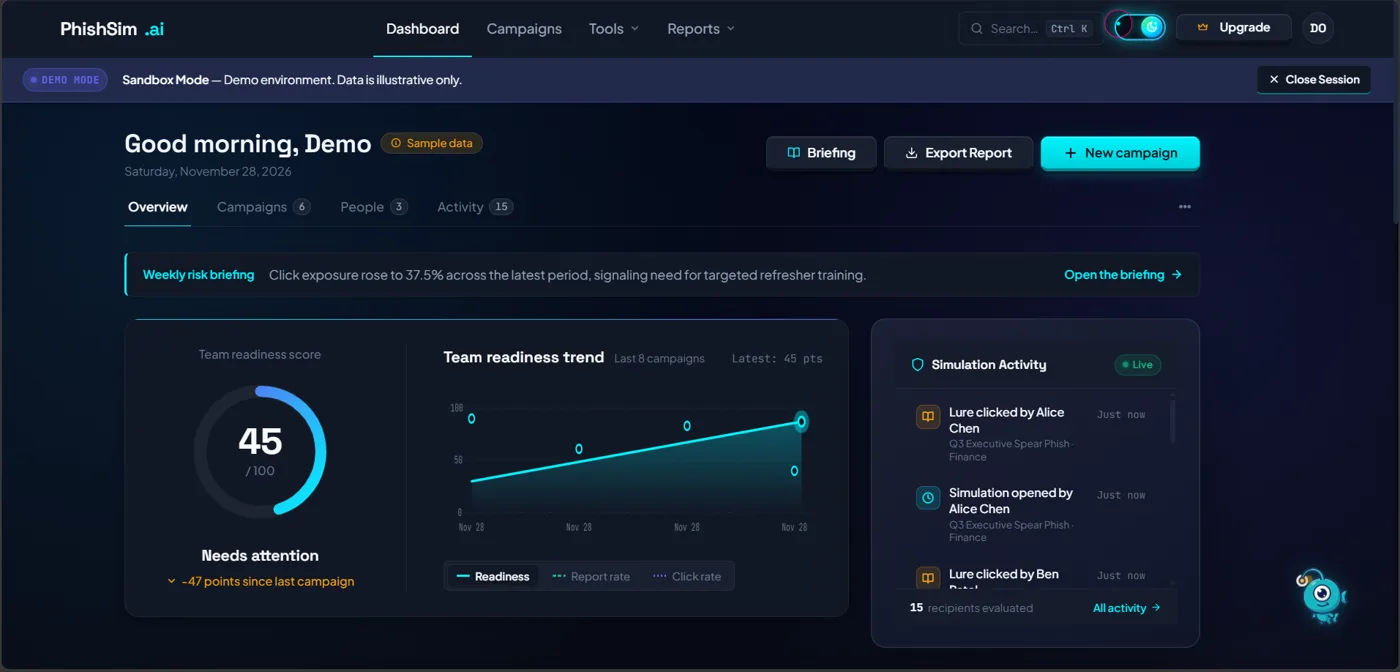 PhishSim .ai
Dashboard
Campaigns
Tools
Reports
Search...
Ctrl K
Upgrade
DO
DEMO MODE
Sandbox Mode — Demo environment. Data is illustrative only.
Close Session
Good morning, Demo
Sample data
Saturday, November 28, 2026
Briefing
Export Report
+ New campaign
Overview
Campaigns 6
People 3
Activity 15
Weekly risk briefing
Click exposure rose to 37.5% across the latest period, signaling need for targeted refresher training.
Open the briefing →
Team readiness score
45
/ 100
Needs attention
-47 points since last campaign
Team readiness trend
Last 8 campaigns
Latest: 45 pts
100
50
0
Nov 28
Nov 28
Nov 28
Nov 28
Readiness
Report rate
Click rate
Simulation Activity
Live
Lure clicked by Alice
Chen
Just now
Q3 Executive Spear Phish ·
Finance
Simulation opened by
Alice Chen
Just now
Q3 Executive Spear Phish ·
Finance
Lure clicked by Ben
Just now
15 recipients evaluated
All activity →